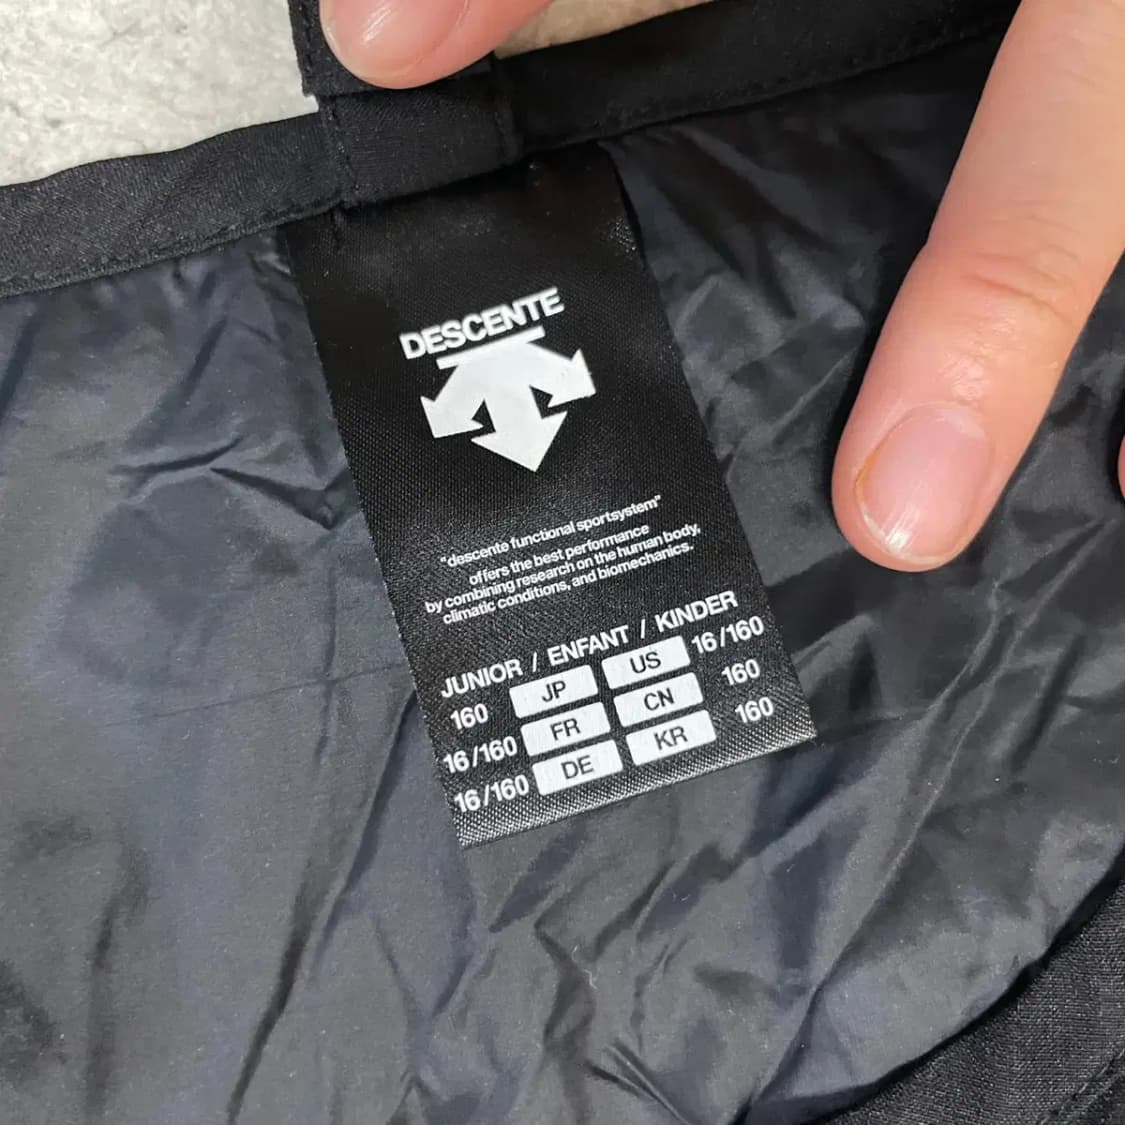 DESCENTE
"descente functional sportsystem"
offers the best performance
by combining research on the human body,
climatic conditions, and biomechanics.
JUNIOR / ENFANT / KINDER
160 JP US 16/160
16/160 FR CN 160
16/160 DE KR 160